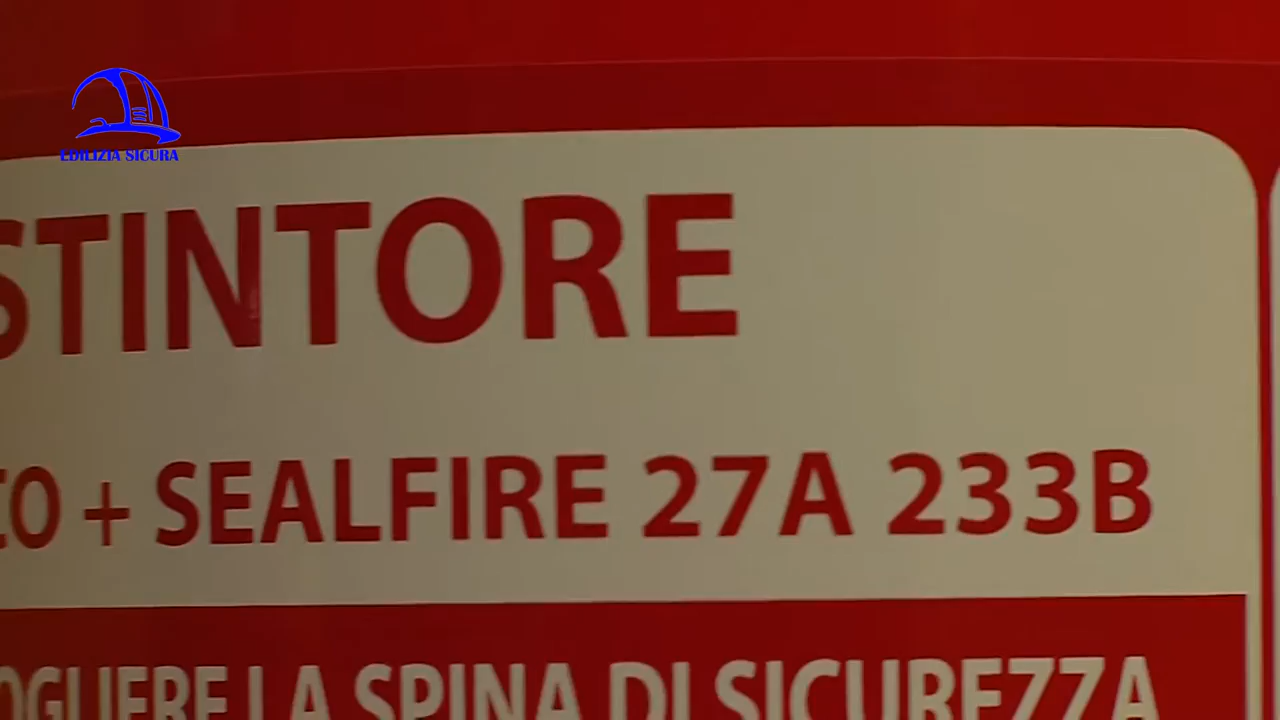 EDILIZIA SICURA
STINTORE
CO + SEALFIRE 27A 233B
OGLIERE LA SPINA DI SICUREZZA